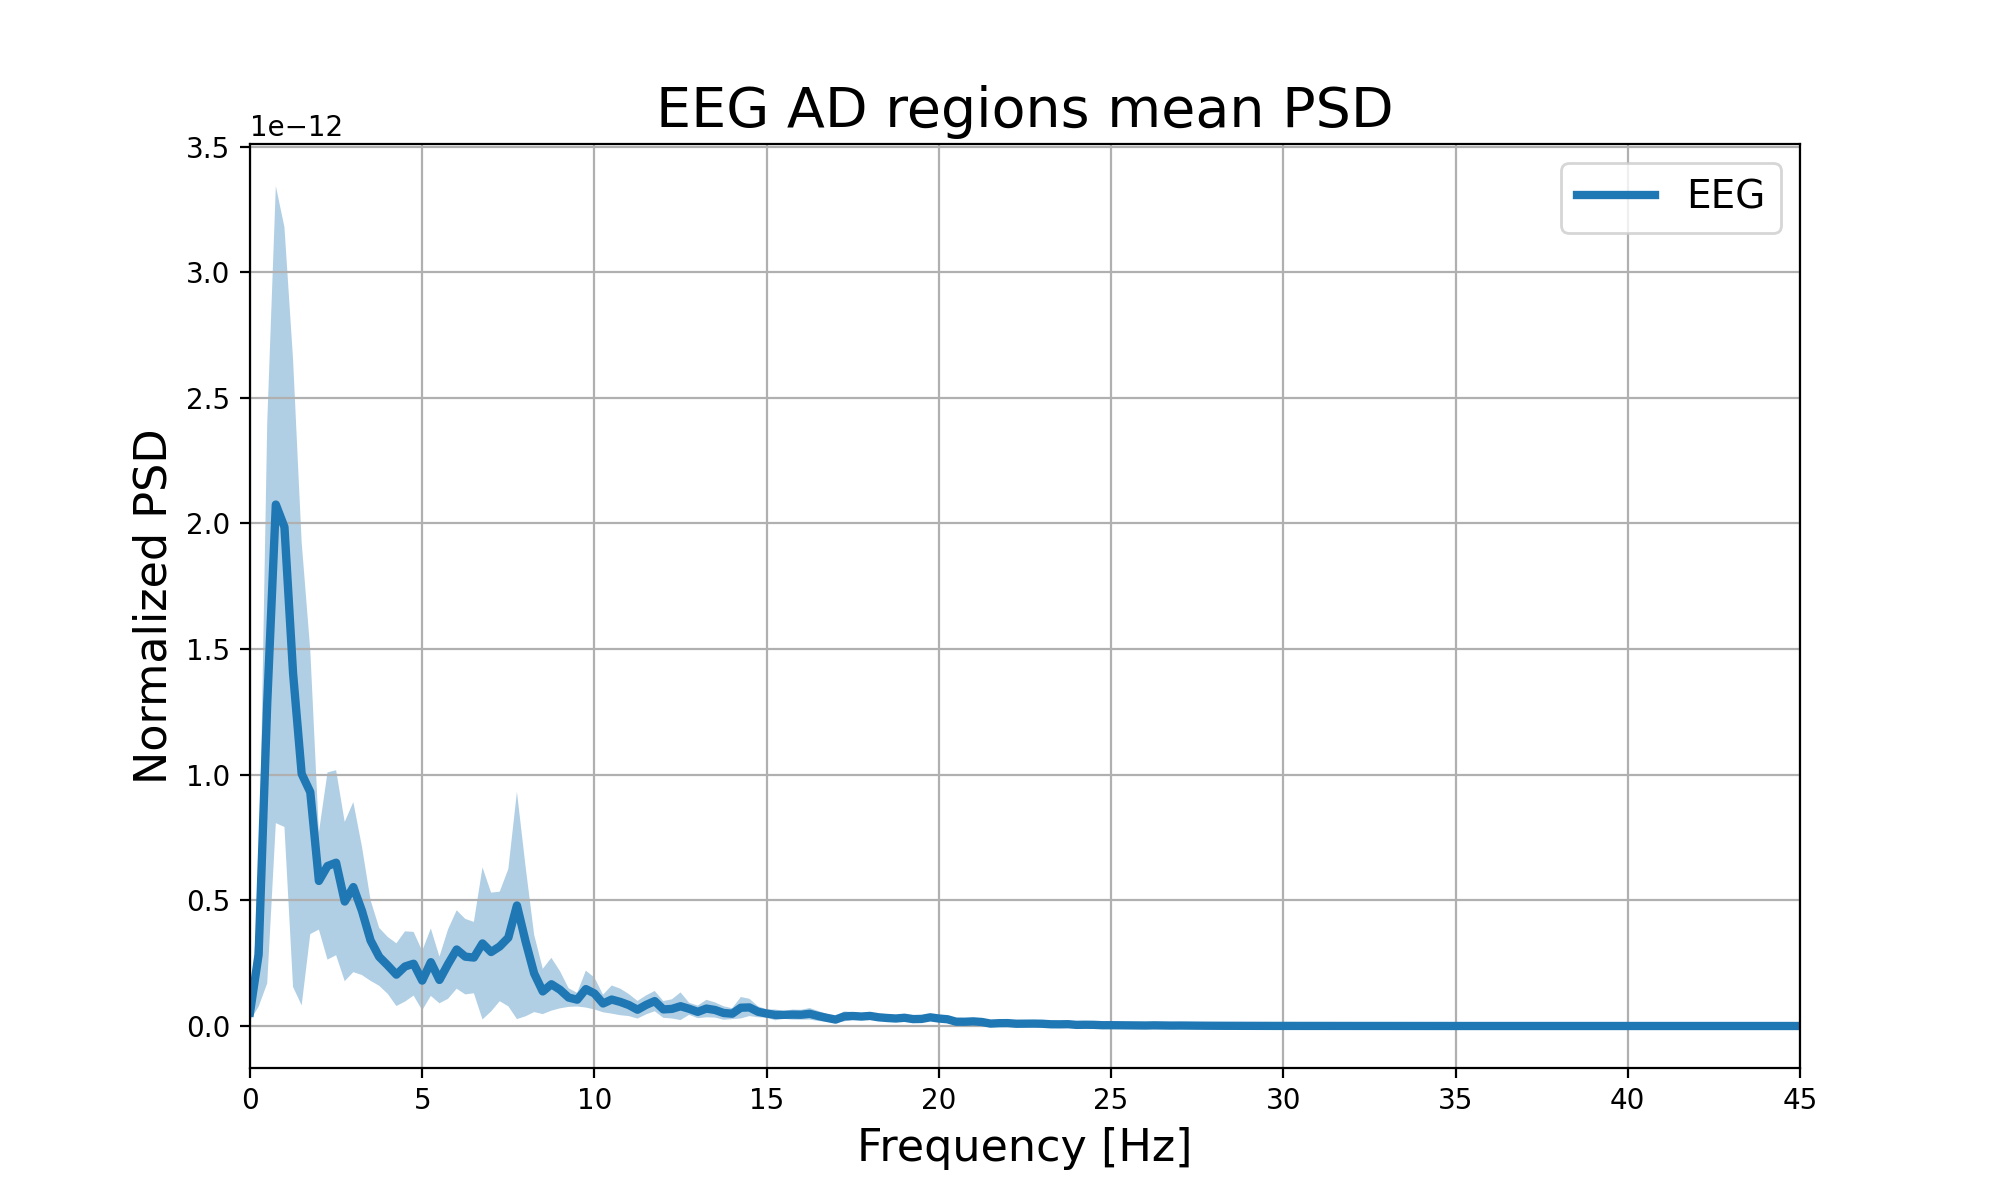 EEG AD regions mean PSD
1e−12
EEG
3.5
3.0
2.5
2.0
1.5
1.0
0.5
0.0
Normalized PSD
0 5 10 15 20 25 30 35 40 45
Frequency [Hz]